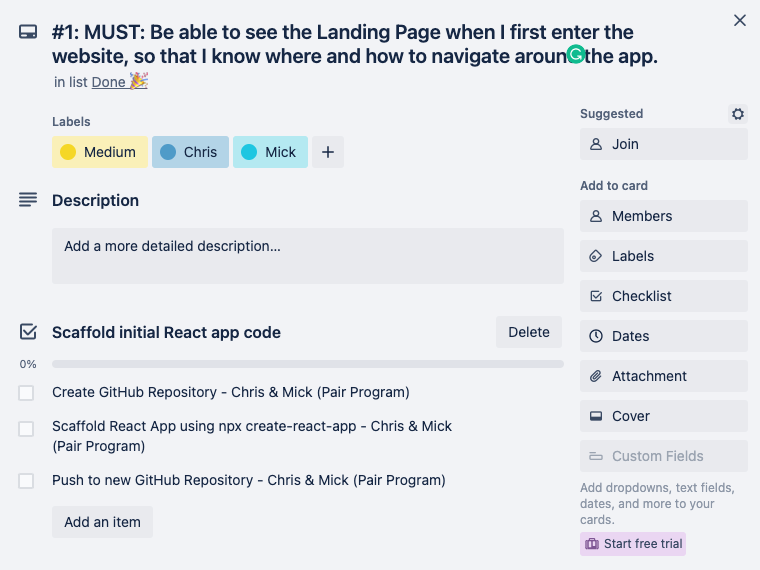 #1: MUST: Be able to see the Landing Page when I first enter the
website, so that I know where and how to navigate around the app.
in list Done 🎉
Labels
Medium
Chris
Mick
+
Description
Add a more detailed description...
Scaffold initial React app code
Delete
0%
Create GitHub Repository - Chris & Mick (Pair Program)
Scaffold React App using npx create-react-app - Chris & Mick
(Pair Program)
Push to new GitHub Repository - Chris & Mick (Pair Program)
Add an item
Suggested
Join
Add to card
Members
Labels
Checklist
Dates
Attachment
Cover
Custom Fields
Add dropdowns, text fields,
dates, and more to your
cards.
Start free trial